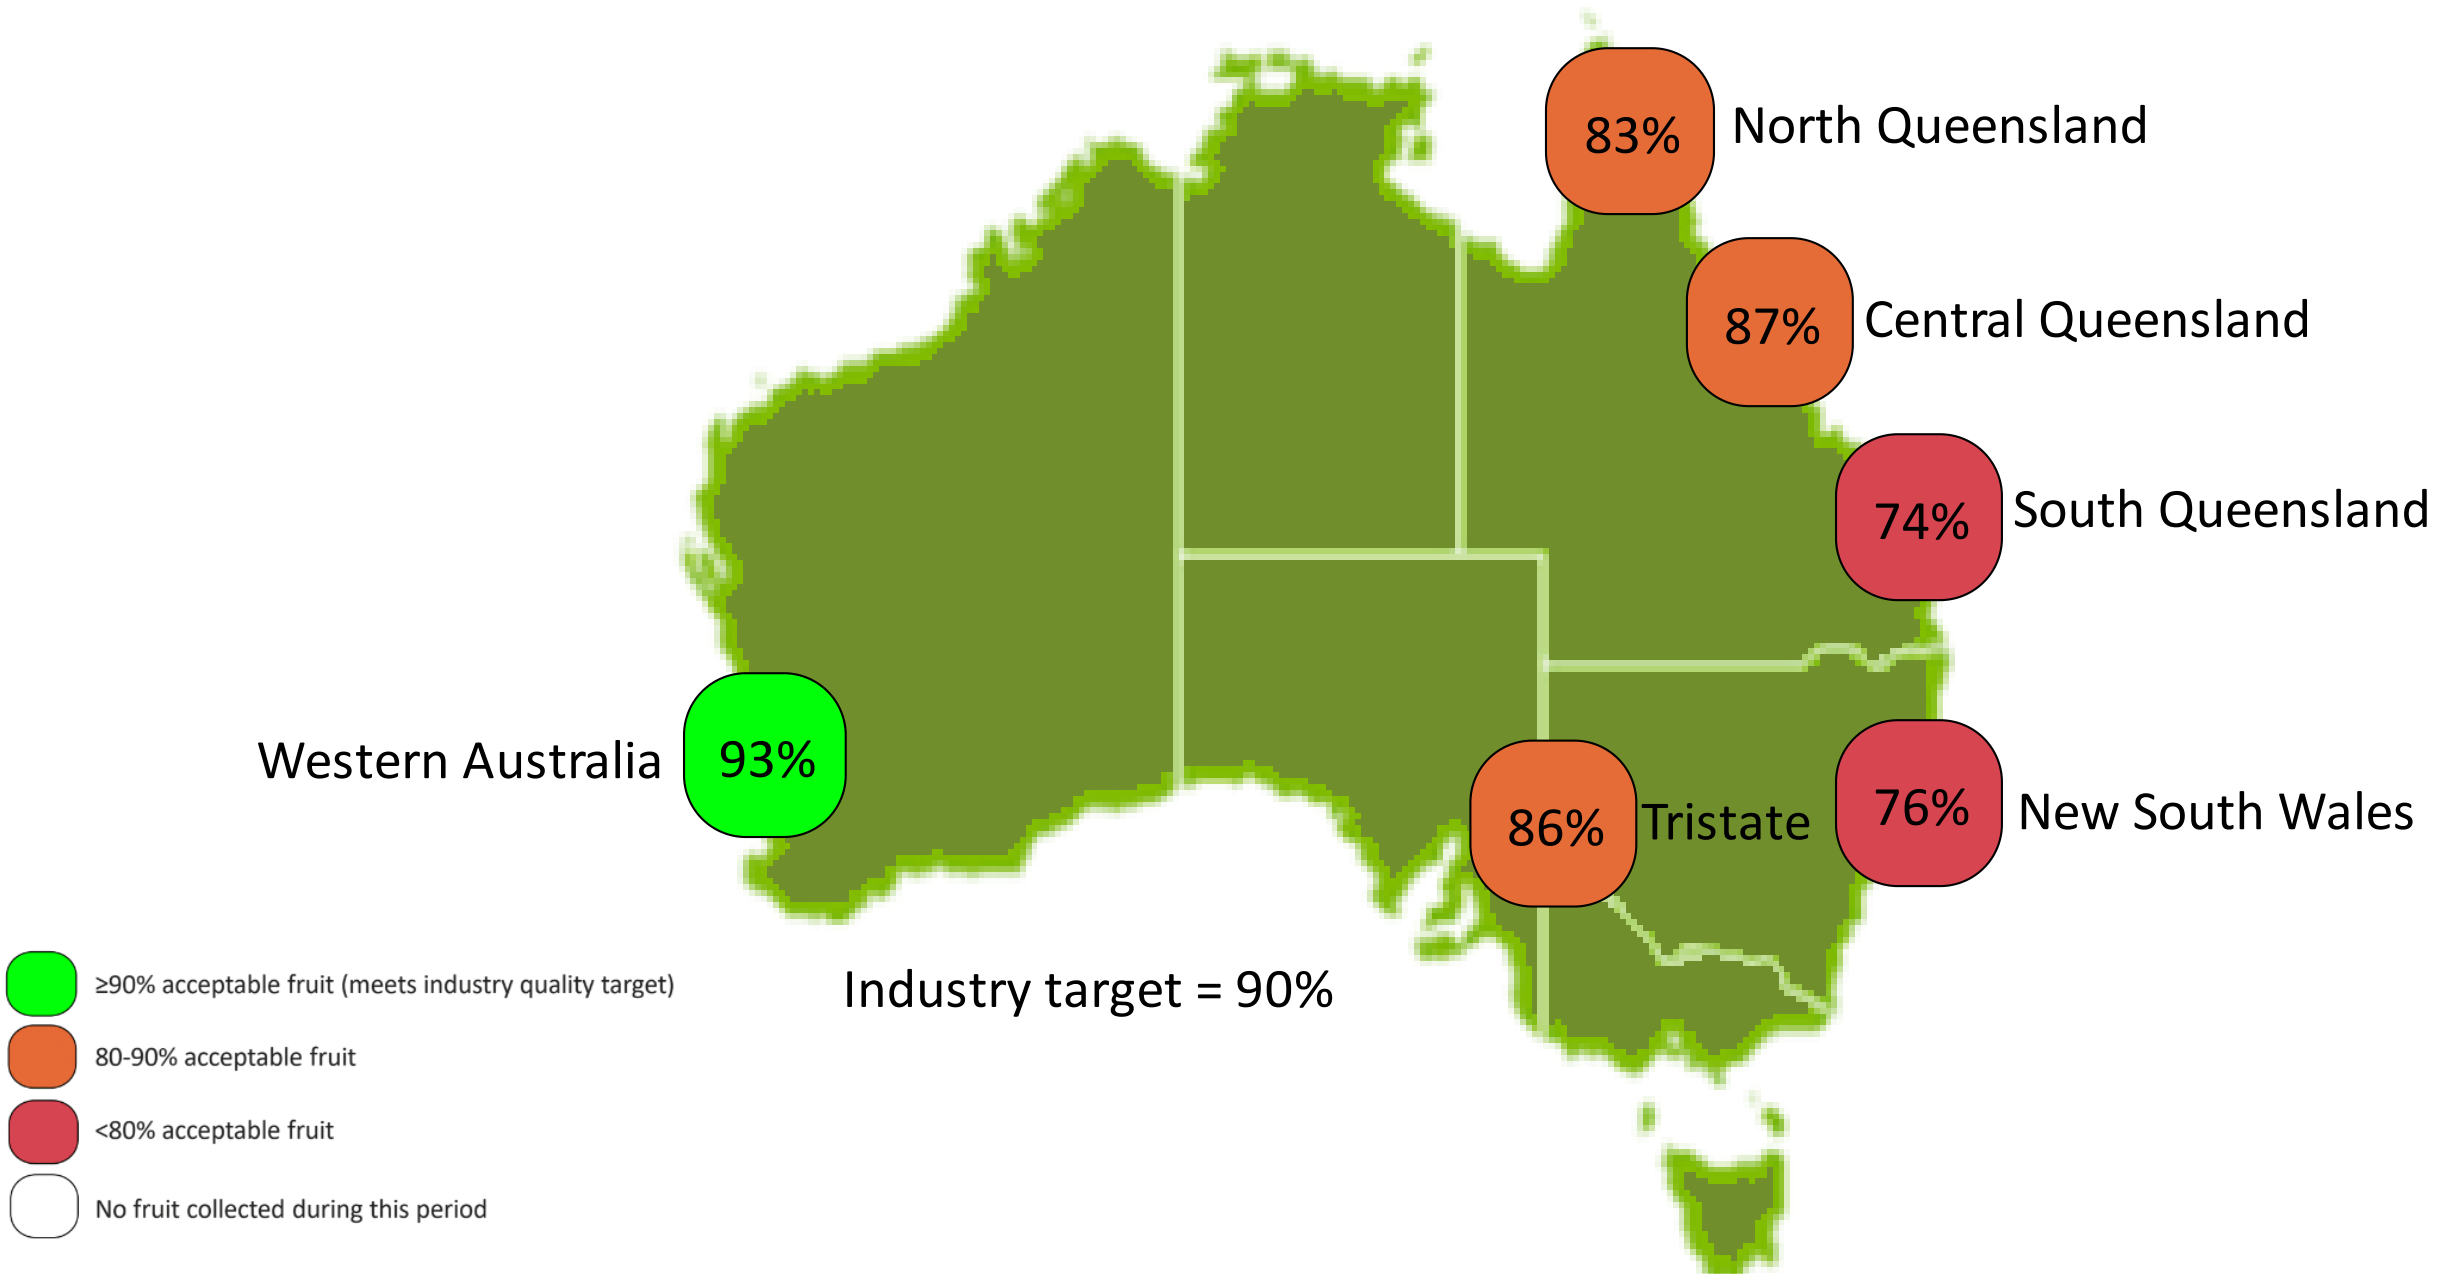 83%
North Queensland
87%
Central Queensland
74%
South Queensland
Western Australia
93%
86%
Tristate
76%
New South Wales
Industry target = 90%
≥90% acceptable fruit (meets industry quality target)
80-90% acceptable fruit
<80% acceptable fruit
No fruit collected during this period